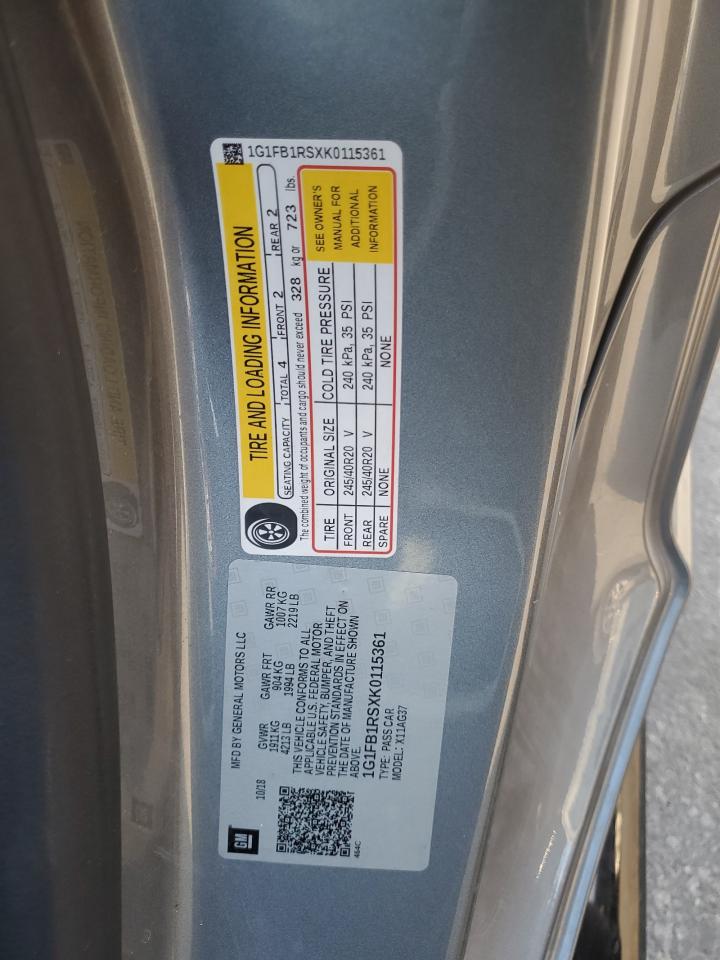 1G1FB1RSXK0115361
TIRE AND LOADING INFORMATION
SEATING CAPACITY TOTAL 4 FRONT 2 REAR 2
The combined weight of occupants and cargo should never exceed 328 kg or 723 lbs.
TIRE ORIGINAL SIZE COLD TIRE PRESSURE
FRONT 245/40R20 V 240 kPa, 35 PSI
REAR 245/40R20 V 240 kPa, 35 PSI
SPARE NONE NONE
SEE OWNER'S
MANUAL FOR
ADDITIONAL
INFORMATION
GM
MFD BY GENERAL MOTORS LLC
10/18
GVWR GAWR FRT GAWR RR
1911 KG 904 KG 1007 KG
4213 LB 1994 LB 2219 LB
THIS VEHICLE CONFORMS TO ALL
APPLICABLE U.S. FEDERAL MOTOR
VEHICLE SAFETY, BUMPER, AND THEFT
PREVENTION STANDARDS IN EFFECT ON
THE DATE OF MANUFACTURE SHOWN
ABOVE.
1G1FB1RSXK0115361
TYPE: PASS CAR
MODEL: X11AG37
464C